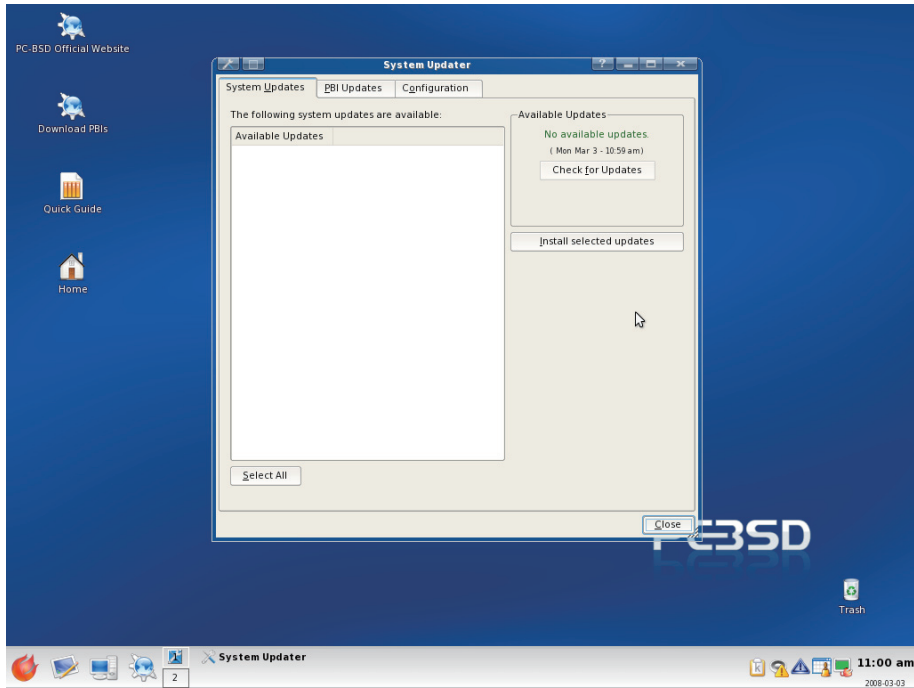 PC-BSD Official Website
Download PBIs
Quick Guide
Home
System Updater
System Updates
PBI Updates
Configuration
The following system updates are available:
Available Updates
Available Updates
No available updates.
( Mon Mar 3 - 10:59 am)
Check for Updates
Install selected updates
Select All
Close
PCBSD
Trash
2
System Updater
11:00 am
2008-03-03